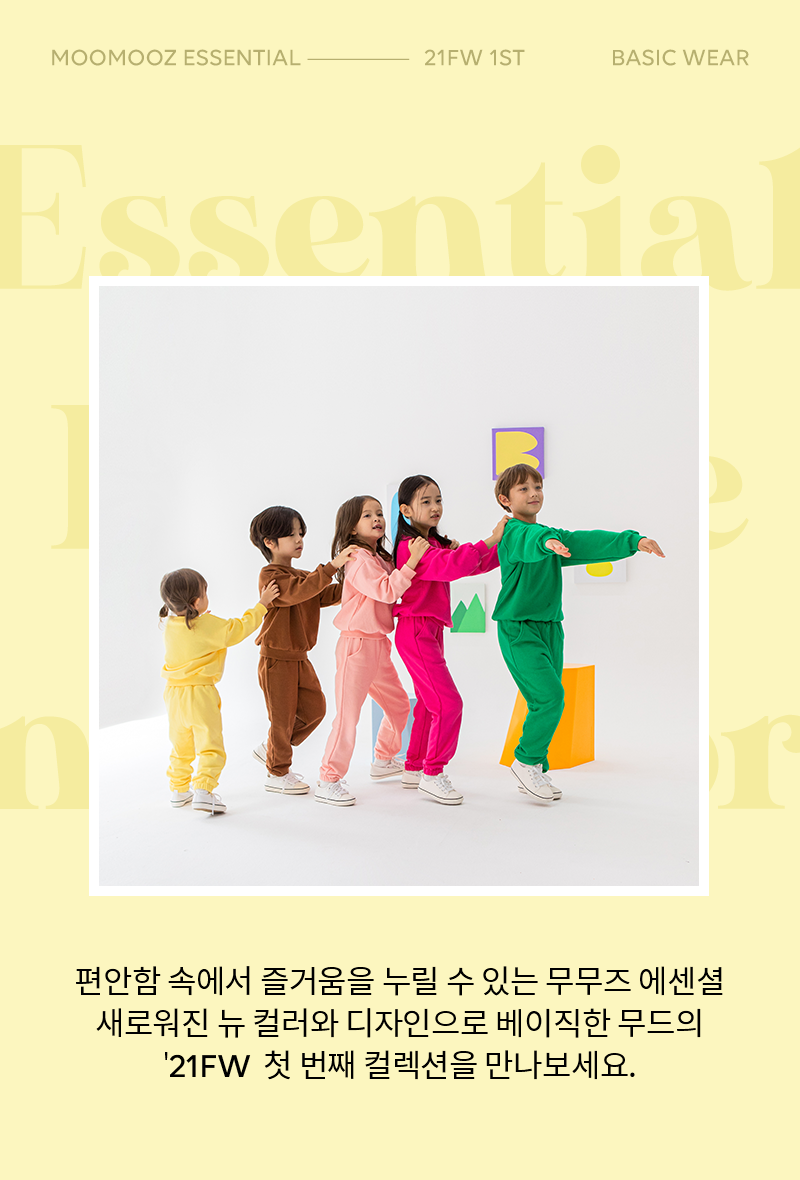 MOOMOOZ ESSENTIAL 21FW 1ST BASIC WEAR
Essential
편안함 속에서 즐거움을 누릴 수 있는 무무즈 에센셜
새로워진 뉴 컬러와 디자인으로 베이직한 무드의
'21FW 첫 번째 컬렉션을 만나보세요.